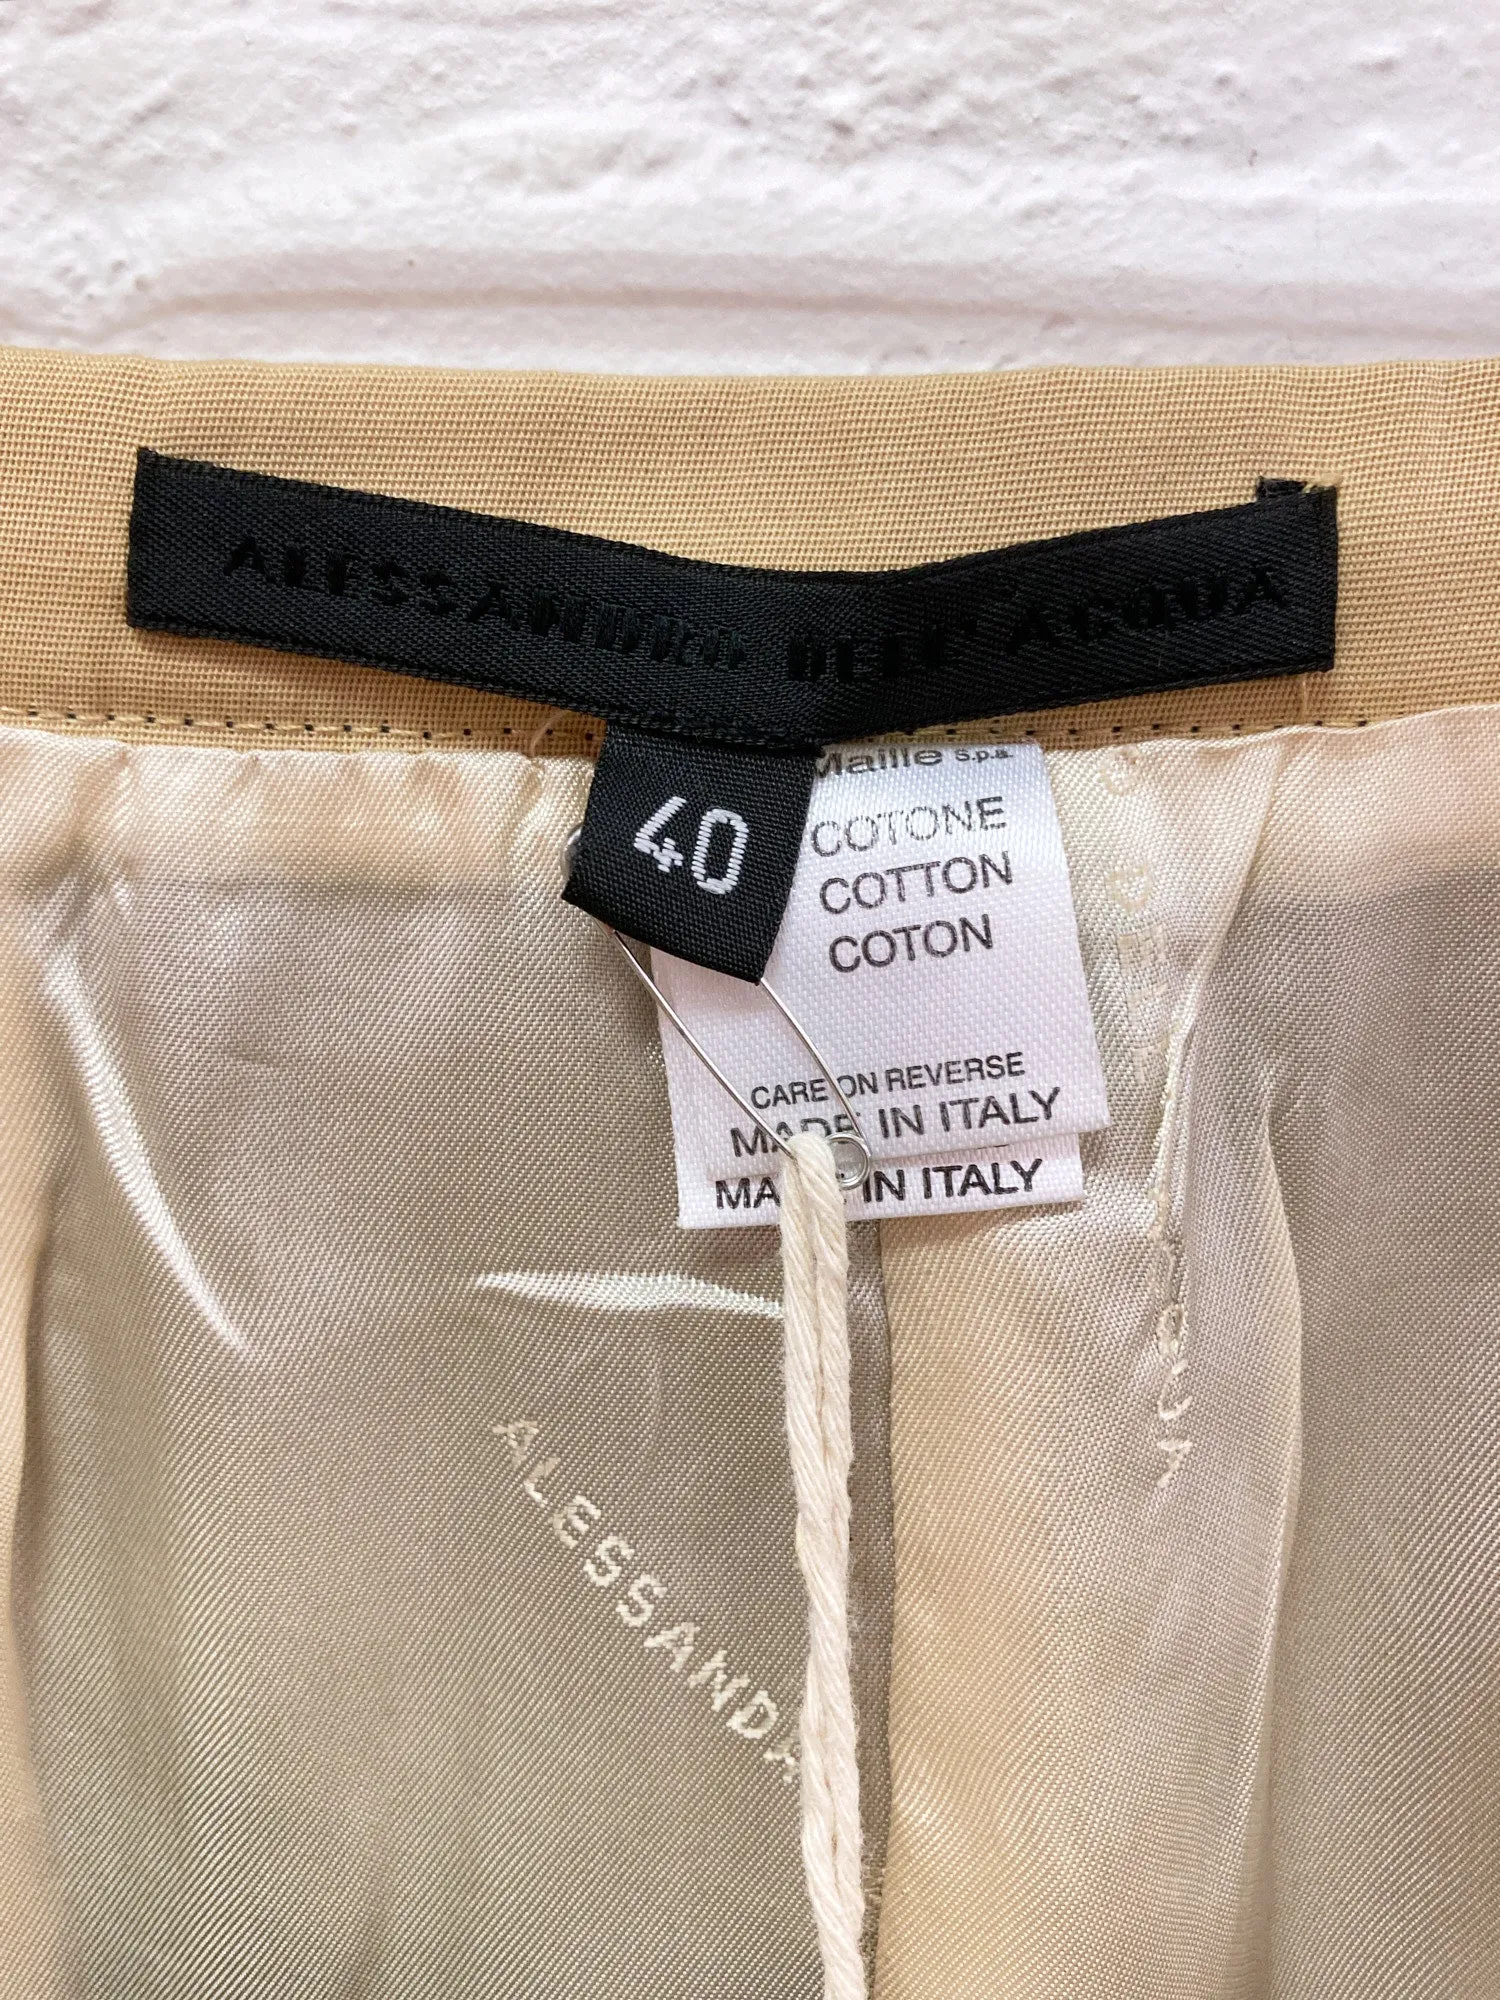 ALESSANDRO DELL'ACQUA
40
Maille S.p.a.
COTONE
COTTON
COTON
CARE ON REVERSE
MADE IN ITALY
MADE IN ITALY
ALESSANDR